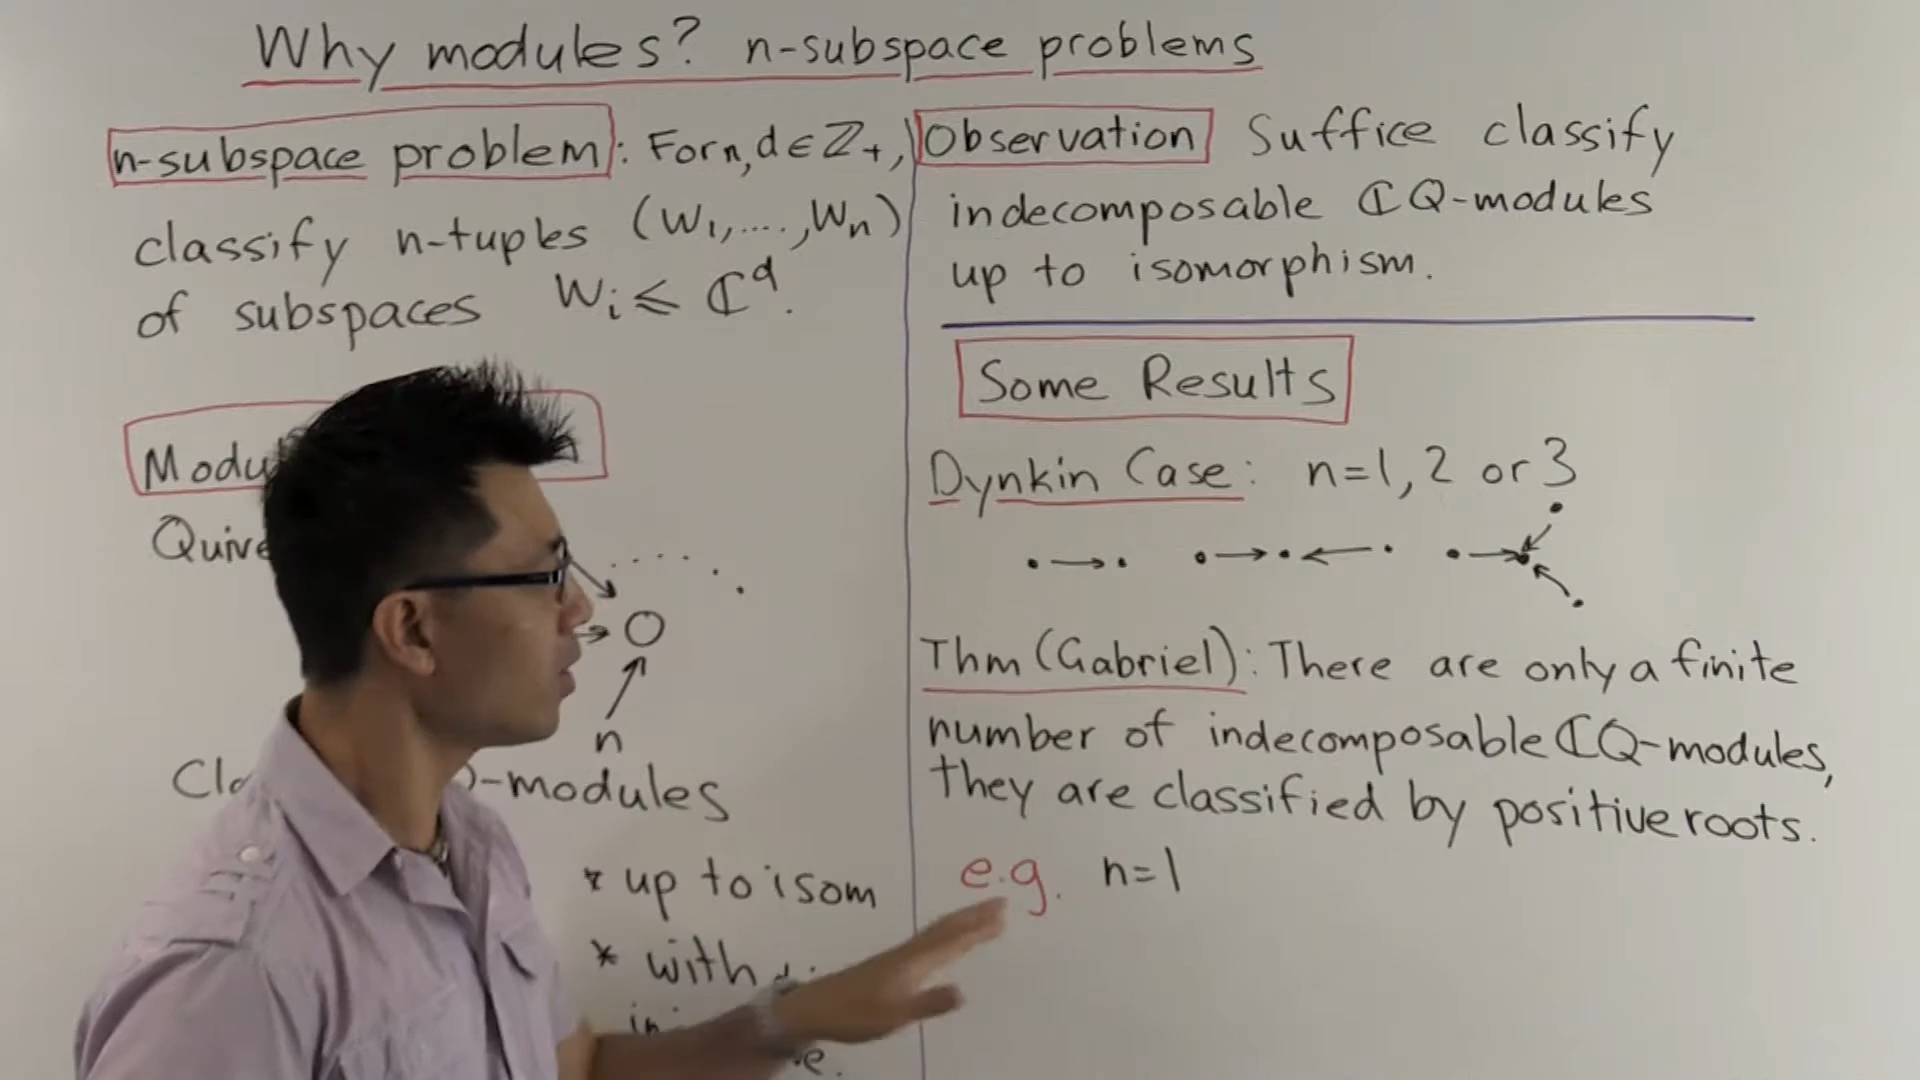 Why modules? n-subspace problems
n-subspace problem: For n, d ∈ ℤ₊,
classify n-tuples (W₁,....,Wₙ)
of subspaces Wᵢ ⩽ ℂᵈ.
Quiver
n
-modules
* up to isom
* with
Observation Suffice classify
indecomposable ℂQ-modules
up to isomorphism.
Some Results
Dynkin Case: n=1, 2 or 3
Thm (Gabriel): There are only a finite
number of indecomposable ℂQ-modules,
they are classified by positive roots.
e.g. n=1